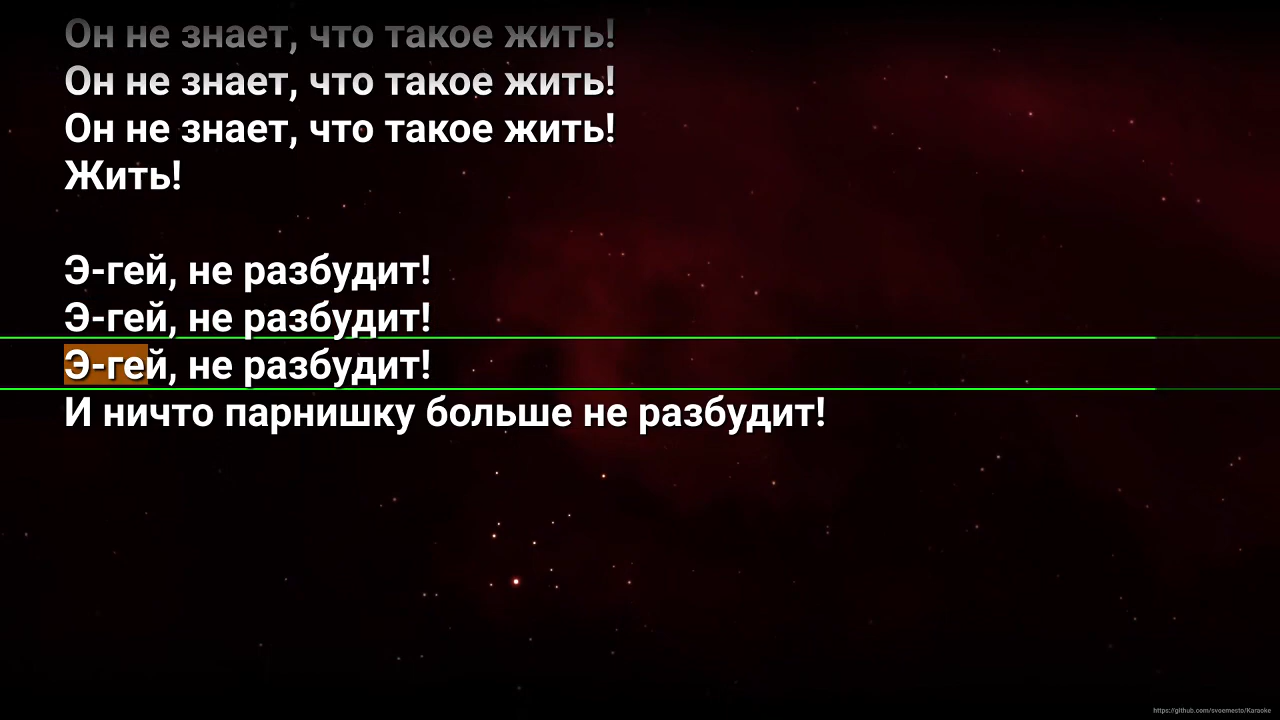 Он не знает, что такое жить!
Он не знает, что такое жить!
Он не знает, что такое жить!
Жить!
Э-гей, не разбудит!
Э-гей, не разбудит!
Э-гей, не разбудит!
И ничто парнишку больше не разбудит!
https://github.com/svoemesto/Karaoke